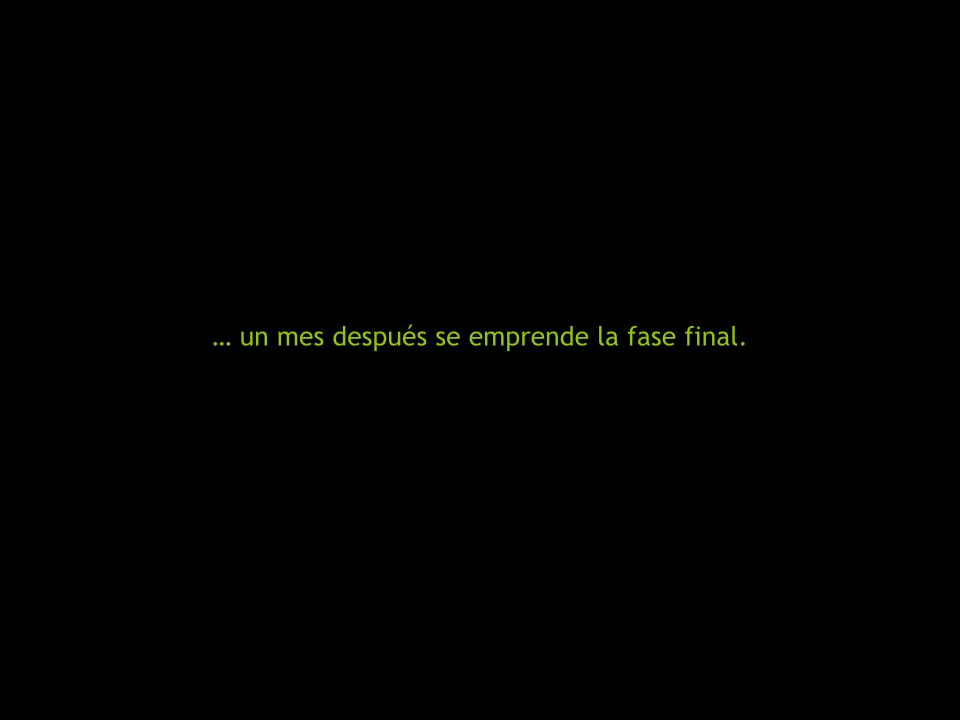 … un mes después se emprende la fase final.